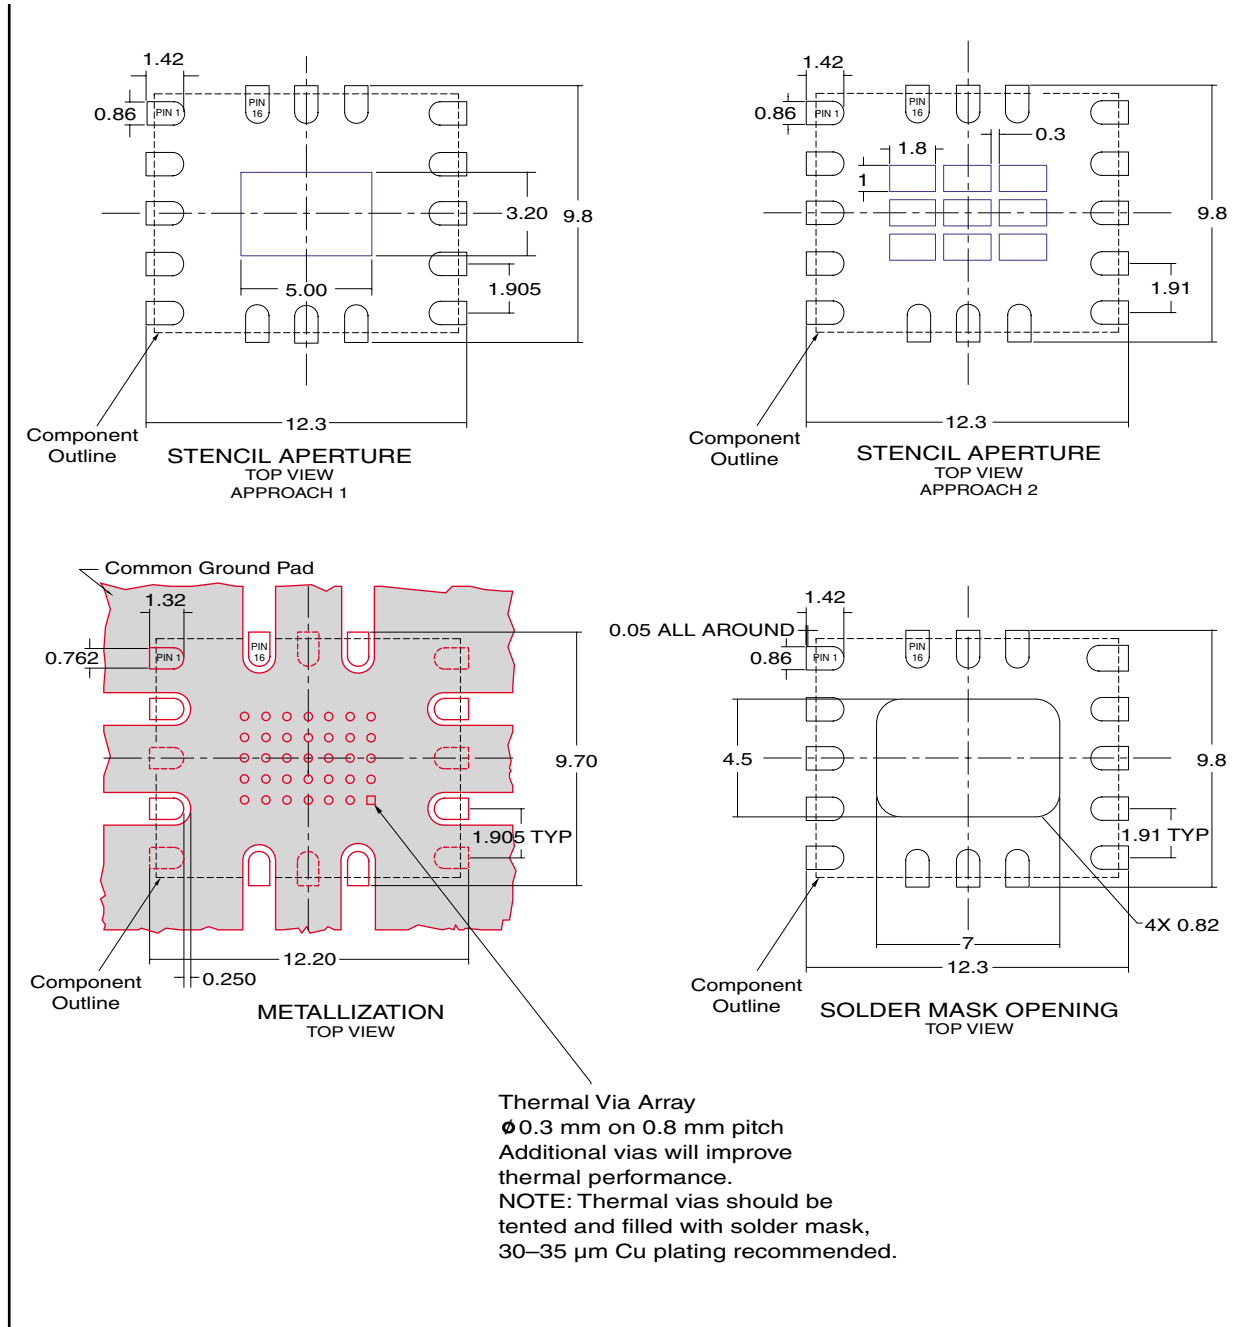 1.42
0.86
PIN 1
PIN
16
3.20
9.8
5.00
1.905
12.3
Component
Outline
STENCIL APERTURE
TOP VIEW
APPROACH 1
1.42
0.86
PIN 1
PIN
16
0.3
1.8
1
9.8
1.91
12.3
Component
Outline
STENCIL APERTURE
TOP VIEW
APPROACH 2
Common Ground Pad
1.32
0.762
PIN 1
PIN
16
9.70
1.905 TYP
12.20
0.250
Component
Outline
METALLIZATION
TOP VIEW
1.42
0.05 ALL AROUND
0.86
PIN 1
PIN
16
4.5
9.8
1.91 TYP
4X 0.82
7
12.3
Component
Outline
SOLDER MASK OPENING
TOP VIEW
Thermal Via Array
ø 0.3 mm on 0.8 mm pitch
Additional vias will improve
thermal performance.
NOTE: Thermal vias should be
tented and filled with solder mask,
30–35 µm Cu plating recommended.